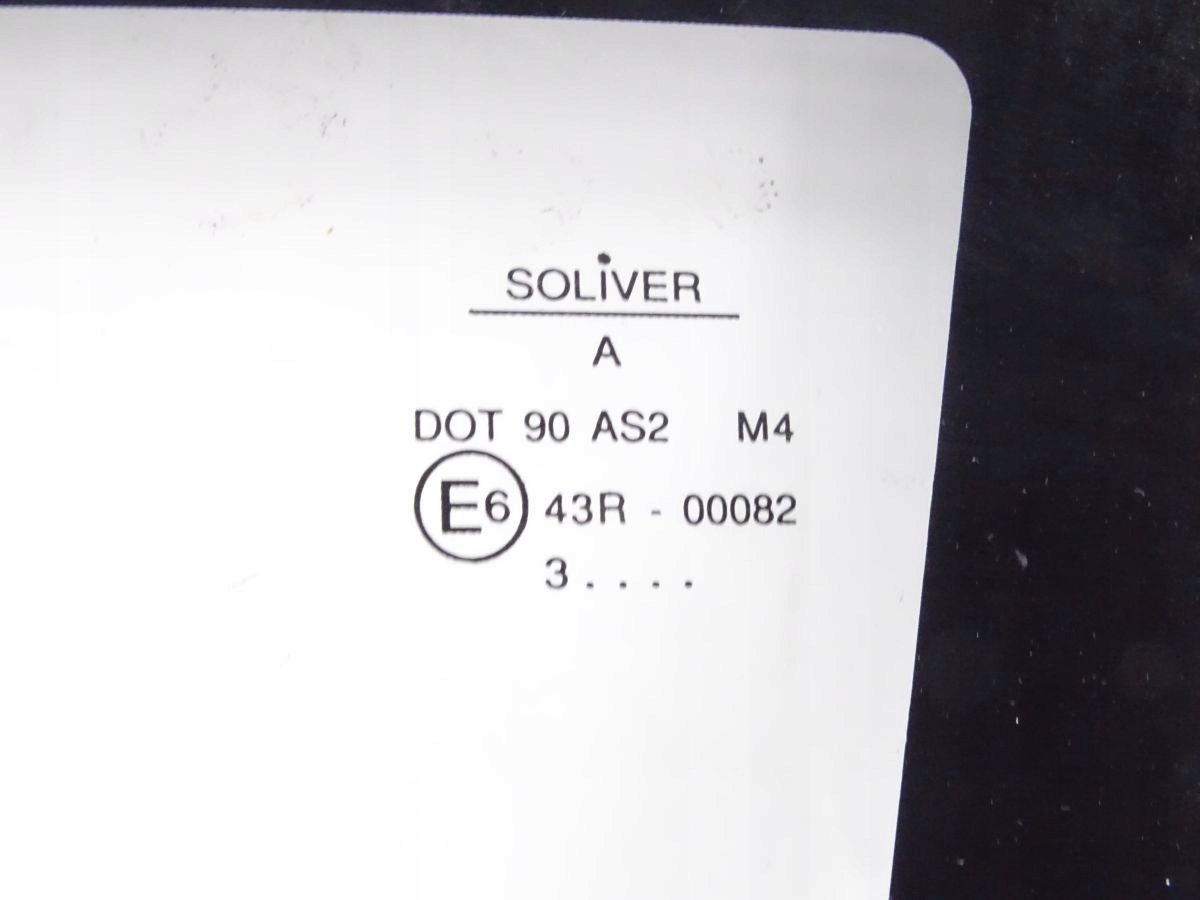 SOLiVER
A
DOT 90 AS2 M4
E6 43R - 00082
3 . . . .